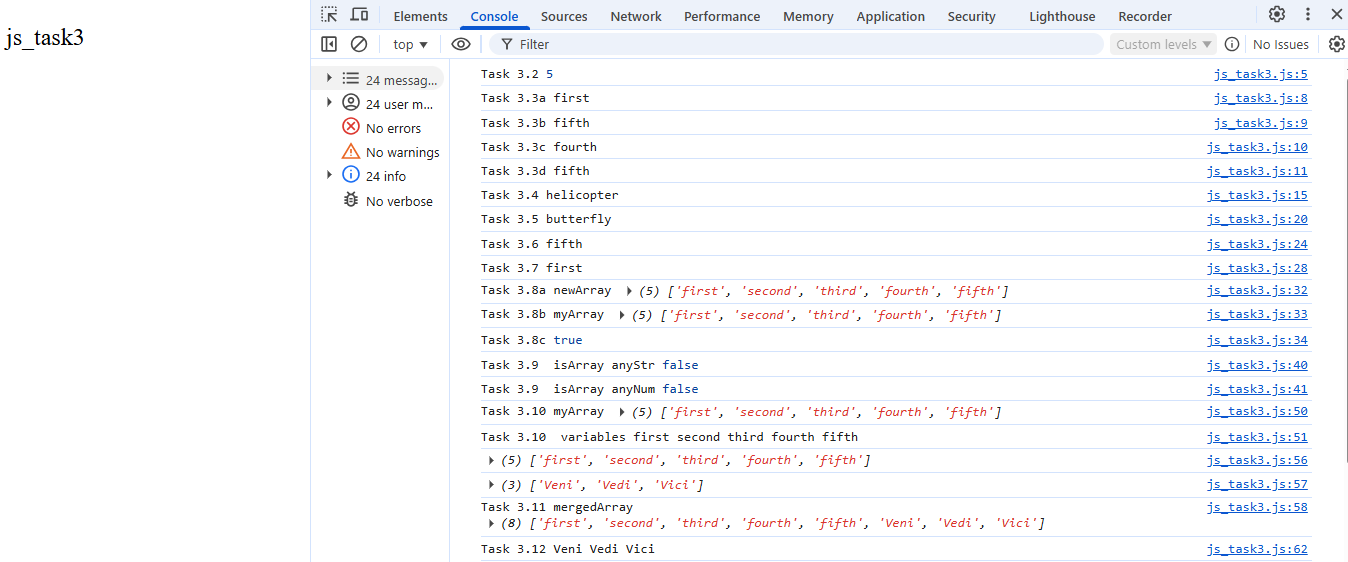 js_task3
Elements Console Sources Network Performance Memory Application Security Lighthouse Recorder
top ▼ Filter Custom levels ▼ No Issues
24 messag...
24 user m...
No errors
No warnings
24 info
No verbose
Task 3.2 5 js_task3.js:5
Task 3.3a first js_task3.js:8
Task 3.3b fifth js_task3.js:9
Task 3.3c fourth js_task3.js:10
Task 3.3d fifth js_task3.js:11
Task 3.4 helicopter js_task3.js:15
Task 3.5 butterfly js_task3.js:20
Task 3.6 fifth js_task3.js:24
Task 3.7 first js_task3.js:28
Task 3.8a newArray ▶ (5) ['first', 'second', 'third', 'fourth', 'fifth'] js_task3.js:32
Task 3.8b myArray ▶ (5) ['first', 'second', 'third', 'fourth', 'fifth'] js_task3.js:33
Task 3.8c true js_task3.js:34
Task 3.9  isArray anyStr false js_task3.js:40
Task 3.9  isArray anyNum false js_task3.js:41
Task 3.10 myArray ▶ (5) ['first', 'second', 'third', 'fourth', 'fifth'] js_task3.js:50
Task 3.10  variables first second third fourth fifth js_task3.js:51
▶ (5) ['first', 'second', 'third', 'fourth', 'fifth'] js_task3.js:56
▶ (3) ['Veni', 'Vedi', 'Vici'] js_task3.js:57
Task 3.11 mergedArray js_task3.js:58
▶ (8) ['first', 'second', 'third', 'fourth', 'fifth', 'Veni', 'Vedi', 'Vici']
Task 3.12 Veni Vedi Vici js_task3.js:62